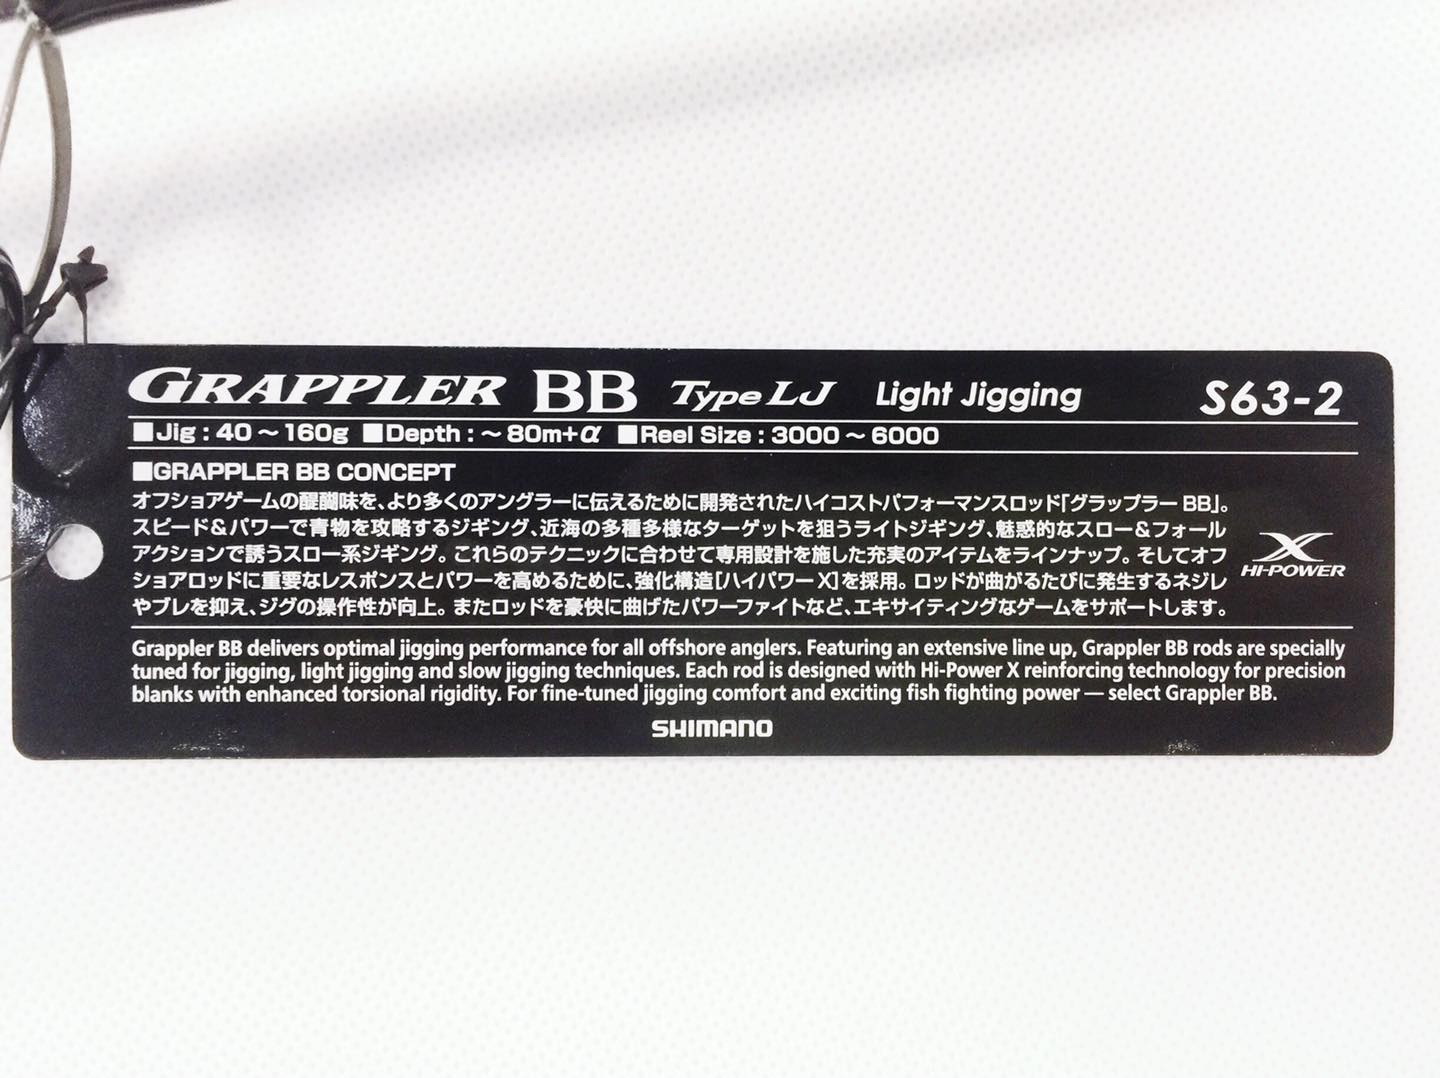 GRAPPLER BB Type LJ Light Jigging S63-2
■Jig : 40～160g ■Depth : ～80m+α ■Reel Size : 3000～6000
■GRAPPLER BB CONCEPT
オフショアゲームの醍醐味を、より多くのアングラーに伝えるために開発されたハイコストパフォーマンスロッド「グラップラー BB」。
スピード&パワーで青物を攻略するジギング、近海の多種多様なターゲットを狙うライトジギング、魅惑的なスロー&フォール
アクションで誘うスロー系ジギング。これらのテクニックに合わせて専用設計を施した充実のアイテムをラインナップ。そしてオフ
ショアロッドに重要なレスポンスとパワーを高めるために、強化構造[ハイパワーX]を採用。ロッドが曲がるたびに発生するネジレ
やブレを抑え、ジグの操作性が向上。またロッドを豪快に曲げたパワーファイトなど、エキサイティングなゲームをサポートします。
X
HI-POWER
Grappler BB delivers optimal jigging performance for all offshore anglers. Featuring an extensive line up, Grappler BB rods are specially
tuned for jigging, light jigging and slow jigging techniques. Each rod is designed with Hi-Power X reinforcing technology for precision
blanks with enhanced torsional rigidity. For fine-tuned jigging comfort and exciting fish fighting power — select Grappler BB.
SHIMANO